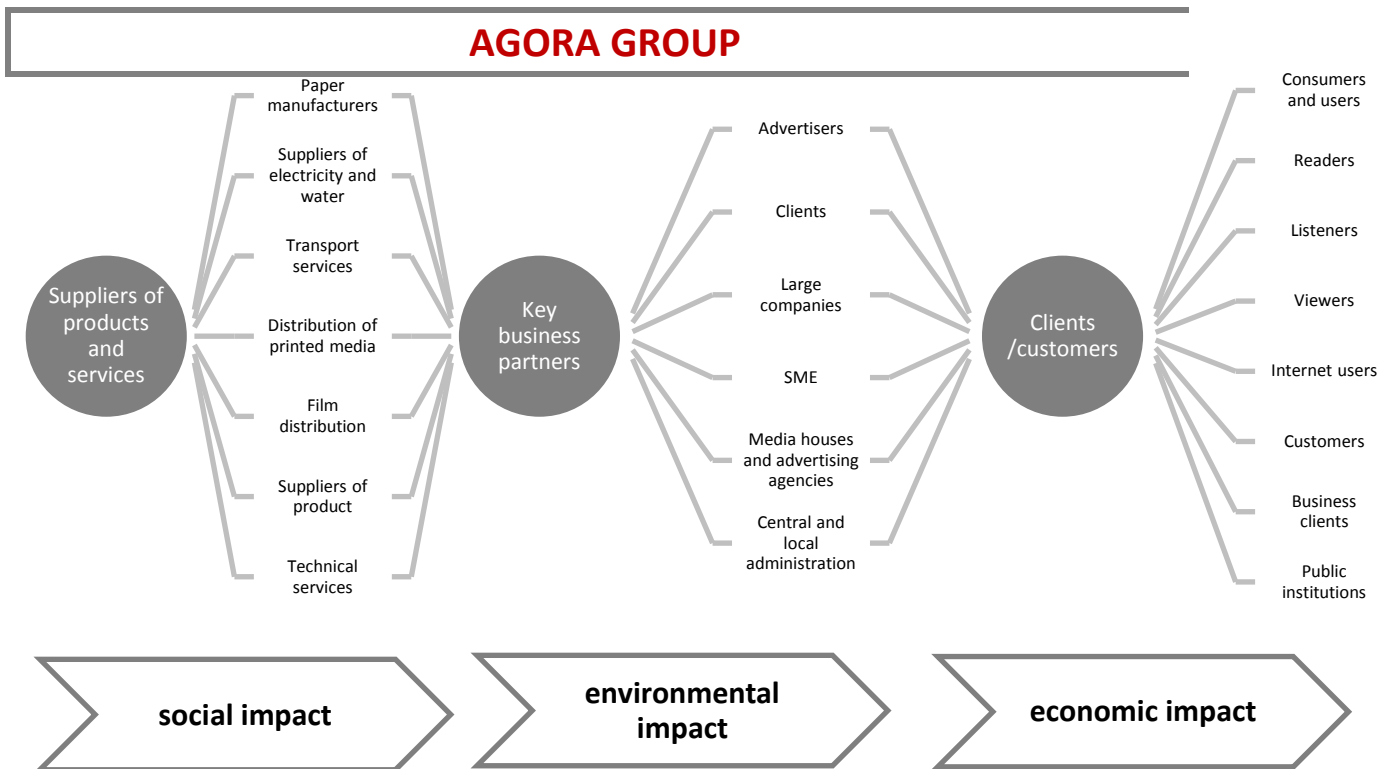 AGORA GROUP
Suppliers of
products
and
services
Paper
manufacturers
Suppliers of
electricity and
water
Transport
services
Distribution of
printed media
Film
distribution
Suppliers of
product
Technical
services
Key
business
partners
Advertisers
Clients
Large
companies
SME
Media houses
and advertising
agencies
Central and
local
administration
Clients
/customers
Consumers
and users
Readers
Listeners
Viewers
Internet users
Customers
Business
clients
Public
institutions
social impact
environmental
impact
economic impact